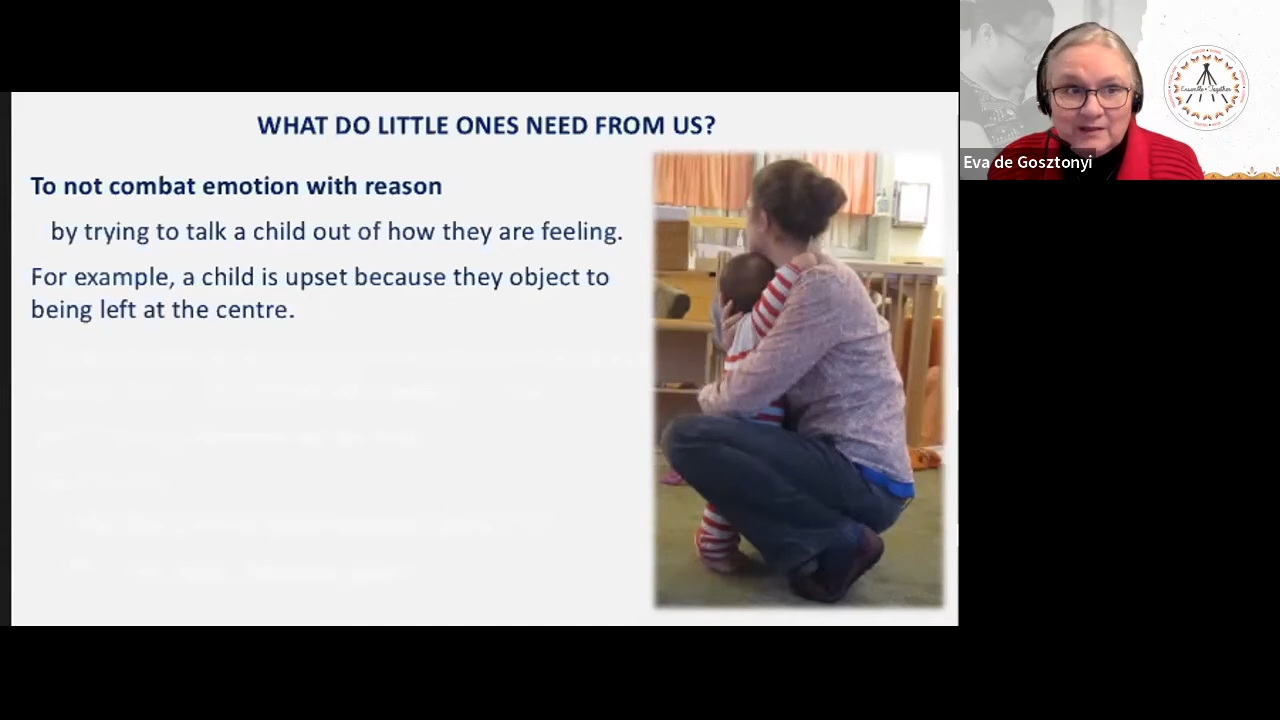 WHAT DO LITTLE ONES NEED FROM US?
To not combat emotion with reason
by trying to talk a child out of how they are feeling.
For example, a child is upset because they object to
being left at the centre.
Eva de Gosztonyi
Ensemble • Together